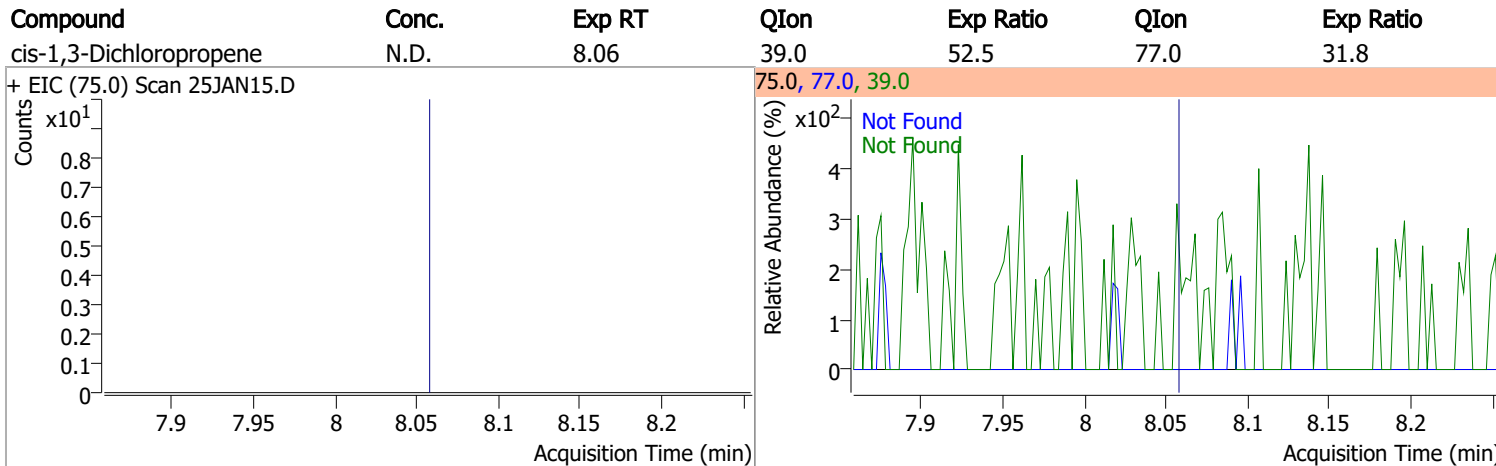 Compound Conc. Exp RT QIon Exp Ratio QIon Exp Ratio
cis-1,3-Dichloropropene N.D. 8.06 39.0 52.5 77.0 31.8
+ EIC (75.0) Scan 25JAN15.D
Counts
x10¹
0.8
0.7
0.6
0.5
0.4
0.3
0.2
0.1
0
7.9 7.95 8 8.05 8.1 8.15 8.2
Acquisition Time (min)
75.0, 77.0, 39.0
Relative Abundance (%)
x10²
Not Found
Not Found
4
3
2
1
0
7.9 7.95 8 8.05 8.1 8.15 8.2
Acquisition Time (min)